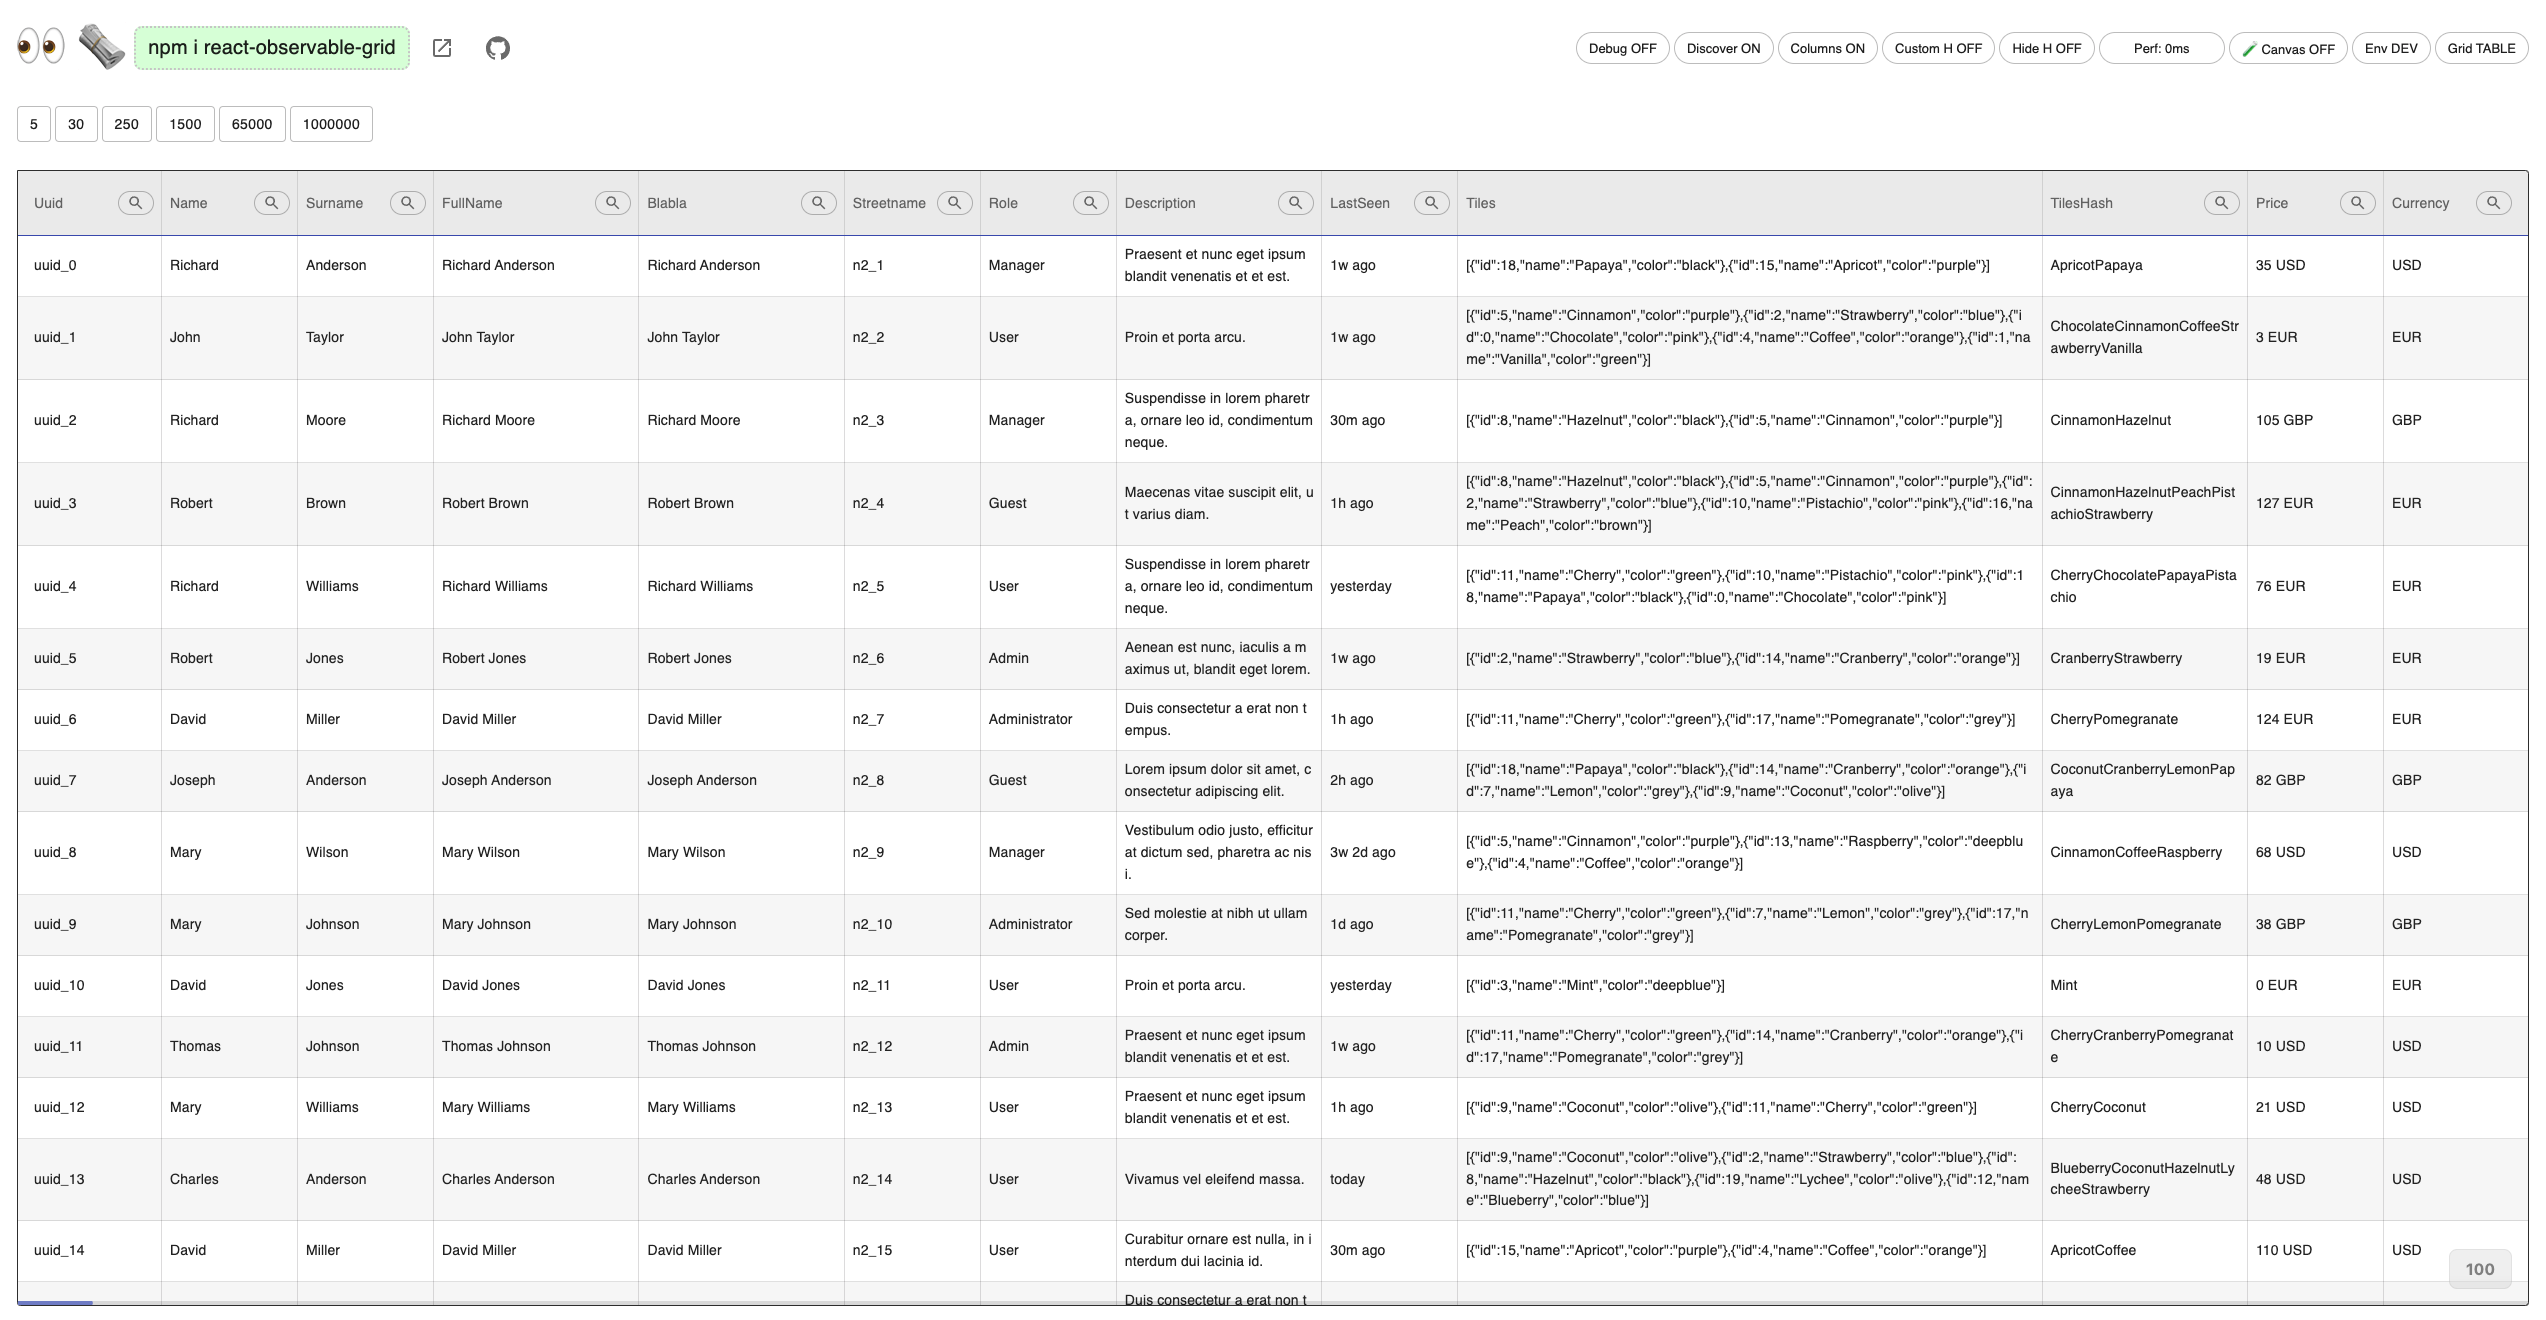 npm i react-observable-grid
Debug OFF
Discover ON
Columns ON
Custom H OFF
Hide H OFF
Perf: 0ms
Canvas OFF
Env DEV
Grid TABLE
5
30
250
1500
65000
1000000
Uuid
Name
Surname
FullName
Blabla
Streetname
Role
Description
LastSeen
Tiles
TilesHash
Price
Currency
uuid_0
Richard
Anderson
Richard Anderson
Richard Anderson
n2_1
Manager
Praesent et nunc eget ipsum
blandit venenatis et et est.
1w ago
[{"id":18,"name":"Papaya","color":"black"},{"id":15,"name":"Apricot","color":"purple"}]
ApricotPapaya
35 USD
USD
uuid_1
John
Taylor
John Taylor
John Taylor
n2_2
User
Proin et porta arcu.
1w ago
[{"id":5,"name":"Cinnamon","color":"purple"},{"id":2,"name":"Strawberry","color":"blue"},{"i
d":0,"name":"Chocolate","color":"pink"},{"id":4,"name":"Coffee","color":"orange"},{"id":1,"na
me":"Vanilla","color":"green"}]
ChocolateCinnamonCoffeeStr
awberryVanilla
3 EUR
EUR
uuid_2
Richard
Moore
Richard Moore
Richard Moore
n2_3
Manager
Suspendisse in lorem pharetr
a, ornare leo id, condimentum
neque.
30m ago
[{"id":8,"name":"Hazelnut","color":"black"},{"id":5,"name":"Cinnamon","color":"purple"}]
CinnamonHazelnut
105 GBP
GBP
uuid_3
Robert
Brown
Robert Brown
Robert Brown
n2_4
Guest
Maecenas vitae suscipit elit, u
t varius diam.
1h ago
[{"id":8,"name":"Hazelnut","color":"black"},{"id":5,"name":"Cinnamon","color":"purple"},{"id":
2,"name":"Strawberry","color":"blue"},{"id":10,"name":"Pistachio","color":"pink"},{"id":16,"na
me":"Peach","color":"brown"}]
CinnamonHazelnutPeachPist
achioStrawberry
127 EUR
EUR
uuid_4
Richard
Williams
Richard Williams
Richard Williams
n2_5
User
Suspendisse in lorem pharetr
a, ornare leo id, condimentum
neque.
yesterday
[{"id":11,"name":"Cherry","color":"green"},{"id":10,"name":"Pistachio","color":"pink"},{"id":1
8,"name":"Papaya","color":"black"},{"id":0,"name":"Chocolate","color":"pink"}]
CherryChocolatePapayaPista
chio
76 EUR
EUR
uuid_5
Robert
Jones
Robert Jones
Robert Jones
n2_6
Admin
Aenean est nunc, iaculis a m
aximus ut, blandit eget lorem.
1w ago
[{"id":2,"name":"Strawberry","color":"blue"},{"id":14,"name":"Cranberry","color":"orange"}]
CranberryStrawberry
19 EUR
EUR
uuid_6
David
Miller
David Miller
David Miller
n2_7
Administrator
Duis consectetur a erat non t
empus.
1h ago
[{"id":11,"name":"Cherry","color":"green"},{"id":17,"name":"Pomegranate","color":"grey"}]
CherryPomegranate
124 EUR
EUR
uuid_7
Joseph
Anderson
Joseph Anderson
Joseph Anderson
n2_8
Guest
Lorem ipsum dolor sit amet, c
onsectetur adipiscing elit.
2h ago
[{"id":18,"name":"Papaya","color":"black"},{"id":14,"name":"Cranberry","color":"orange"},{"i
d":7,"name":"Lemon","color":"grey"},{"id":9,"name":"Coconut","color":"olive"}]
CoconutCranberryLemonPap
aya
82 GBP
GBP
uuid_8
Mary
Wilson
Mary Wilson
Mary Wilson
n2_9
Manager
Vestibulum odio justo, efficitur
at dictum sed, pharetra ac nis
i.
3w 2d ago
[{"id":5,"name":"Cinnamon","color":"purple"},{"id":13,"name":"Raspberry","color":"deepblu
e"},{"id":4,"name":"Coffee","color":"orange"}]
CinnamonCoffeeRaspberry
68 USD
USD
uuid_9
Mary
Johnson
Mary Johnson
Mary Johnson
n2_10
Administrator
Sed molestie at nibh ut ullam
corper.
1d ago
[{"id":11,"name":"Cherry","color":"green"},{"id":7,"name":"Lemon","color":"grey"},{"id":17,"n
ame":"Pomegranate","color":"grey"}]
CherryLemonPomegranate
38 GBP
GBP
uuid_10
David
Jones
David Jones
David Jones
n2_11
User
Proin et porta arcu.
yesterday
[{"id":3,"name":"Mint","color":"deepblue"}]
Mint
0 EUR
EUR
uuid_11
Thomas
Johnson
Thomas Johnson
Thomas Johnson
n2_12
Admin
Praesent et nunc eget ipsum
blandit venenatis et et est.
1w ago
[{"id":11,"name":"Cherry","color":"green"},{"id":14,"name":"Cranberry","color":"orange"},{"i
d":17,"name":"Pomegranate","color":"grey"}]
CherryCranberryPomegranat
e
10 USD
USD
uuid_12
Mary
Williams
Mary Williams
Mary Williams
n2_13
User
Praesent et nunc eget ipsum
blandit venenatis et et est.
1h ago
[{"id":9,"name":"Coconut","color":"olive"},{"id":11,"name":"Cherry","color":"green"}]
CherryCoconut
21 USD
USD
uuid_13
Charles
Anderson
Charles Anderson
Charles Anderson
n2_14
User
Vivamus vel eleifend massa.
today
[{"id":9,"name":"Coconut","color":"olive"},{"id":2,"name":"Strawberry","color":"blue"},{"id":
8,"name":"Hazelnut","color":"black"},{"id":19,"name":"Lychee","color":"olive"},{"id":12,"nam
e":"Blueberry","color":"blue"}]
BlueberryCoconutHazelnutLy
cheeStrawberry
48 USD
USD
uuid_14
David
Miller
David Miller
David Miller
n2_15
User
Curabitur ornare est nulla, in i
nterdum dui lacinia id.
30m ago
[{"id":15,"name":"Apricot","color":"purple"},{"id":4,"name":"Coffee","color":"orange"}]
ApricotCoffee
110 USD
USD
100
Duis consectetur a erat non t